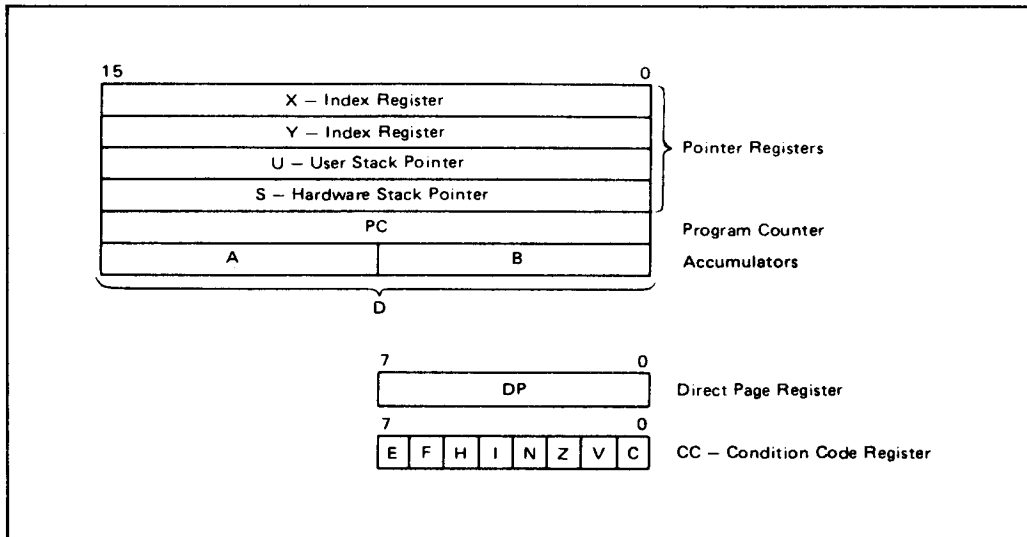 15 0
X – Index Register
Y – Index Register
U – User Stack Pointer
S – Hardware Stack Pointer
Pointer Registers
PC Program Counter
A B Accumulators
D
7 0
DP Direct Page Register
7 0
E F H I N Z V C CC – Condition Code Register